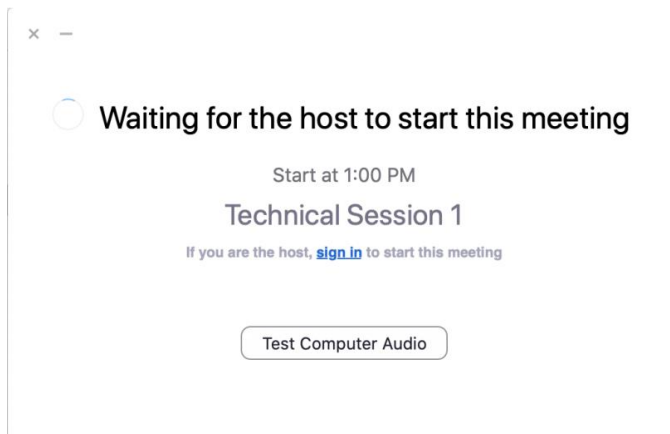 Waiting for the host to start this meeting
Start at 1:00 PM
Technical Session 1
If you are the host, sign in to start this meeting
Test Computer Audio